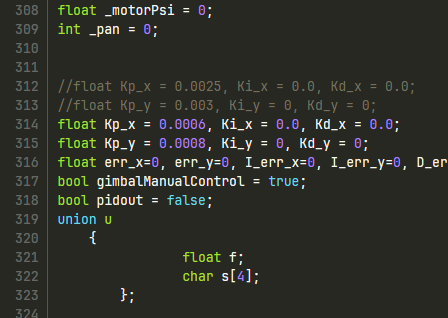 308 float _motorPsi = 0;
309 int _pan = 0;
310
311
312 //float Kp_x = 0.0025, Ki_x = 0.0, Kd_x = 0.0;
313 //float Kp_y = 0.003, Ki_y = 0, Kd_y = 0;
314 float Kp_x = 0.0006, Ki_x = 0.0, Kd_x = 0.0;
315 float Kp_y = 0.0008, Ki_y = 0, Kd_y = 0;
316 float err_x=0, err_y=0, I_err_x=0, I_err_y=0, D_er
317 bool gimbalManualControl = true;
318 bool pidout = false;
319 union u
320 {
321 float f;
322 char s[4];
323 };
324